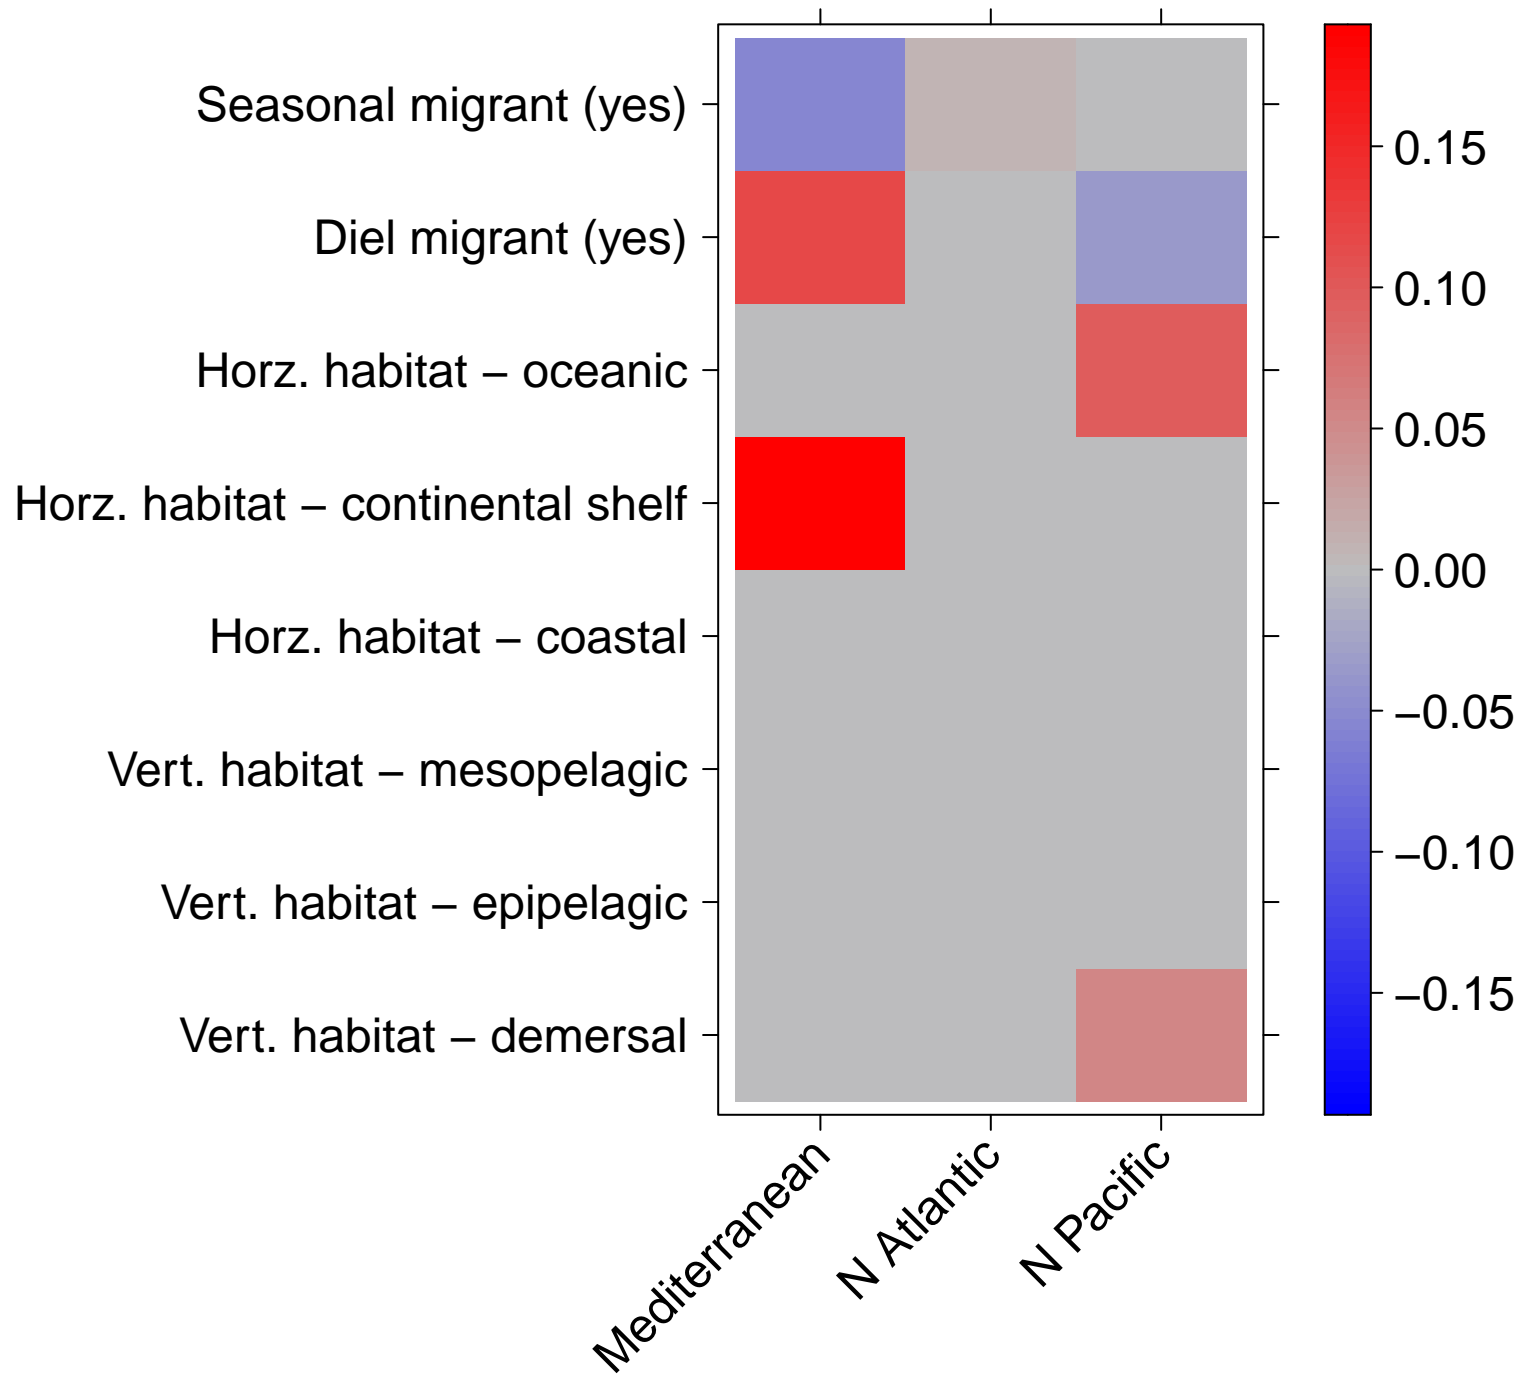 Seasonal migrant (yes)
Diel migrant (yes)
Horz. habitat – oceanic
Horz. habitat – continental shelf
Horz. habitat – coastal
Vert. habitat – mesopelagic
Vert. habitat – epipelagic
Vert. habitat – demersal
Mediterranean
N Atlantic
N Pacific
0.15
0.10
0.05
0.00
−0.05
−0.10
−0.15